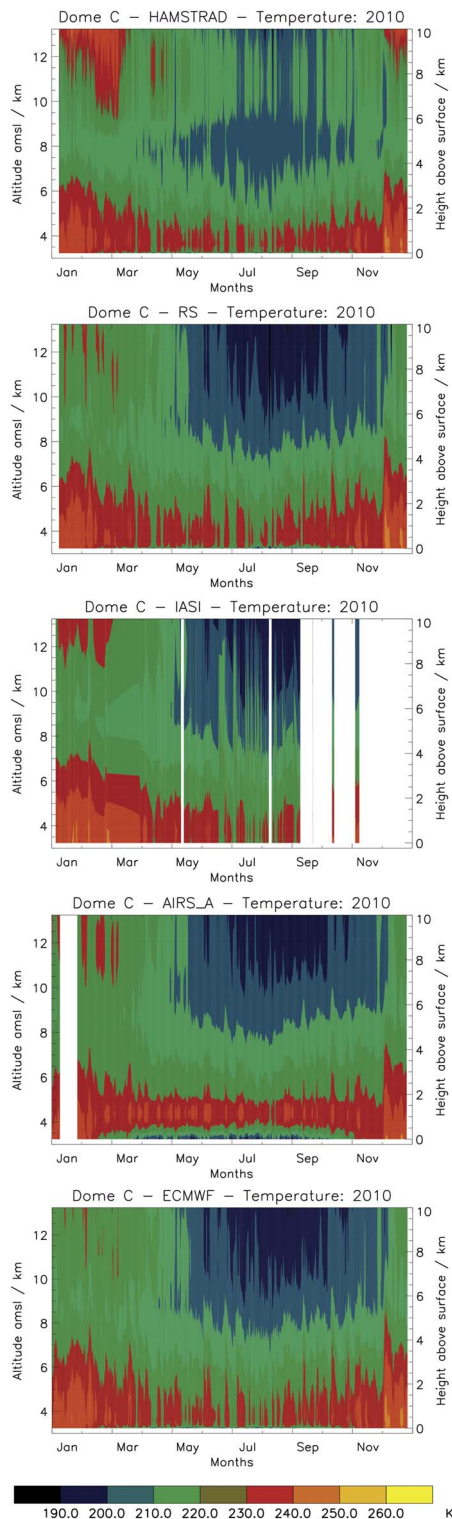 Dome C − HAMSTRAD − Temperature: 2010
12
10
8
6
4
Altitude amsl / km
10
8
6
4
2
0
Height above surface / km
Jan Mar May Jul Sep Nov
Months
Dome C − RS − Temperature: 2010
12
10
8
6
4
Altitude amsl / km
10
8
6
4
2
0
Height above surface / km
Jan Mar May Jul Sep Nov
Months
Dome C − IASI − Temperature: 2010
12
10
8
6
4
Altitude amsl / km
10
8
6
4
2
0
Height above surface / km
Jan Mar May Jul Sep Nov
Months
Dome C − AIRS_A − Temperature: 2010
12
10
8
6
4
Altitude amsl / km
10
8
6
4
2
0
Height above surface / km
Jan Mar May Jul Sep Nov
Months
Dome C − ECMWF − Temperature: 2010
12
10
8
6
4
Altitude amsl / km
10
8
6
4
2
0
Height above surface / km
Jan Mar May Jul Sep Nov
Months
190.0 200.0 210.0 220.0 230.0 240.0 250.0 260.0 K